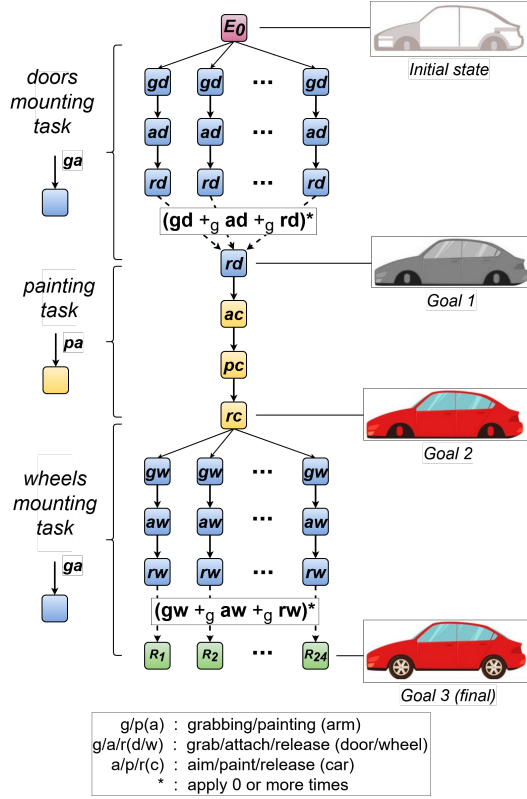 E0
Initial state
doors
mounting
task
ga
gd gd ... gd
ad ad ... ad
rd rd ... rd
(gd +g ad +g rd)*
rd
Goal 1
painting
task
pa
ac
pc
rc
Goal 2
wheels
mounting
task
ga
gw gw ... gw
aw aw ... aw
rw rw ... rw
(gw +g aw +g rw)*
R1 R2 ... R24
Goal 3 (final)
g/p(a) : grabbing/painting (arm)
g/a/r(d/w) : grab/attach/release (door/wheel)
a/p/r(c) : aim/paint/release (car)
* : apply 0 or more times